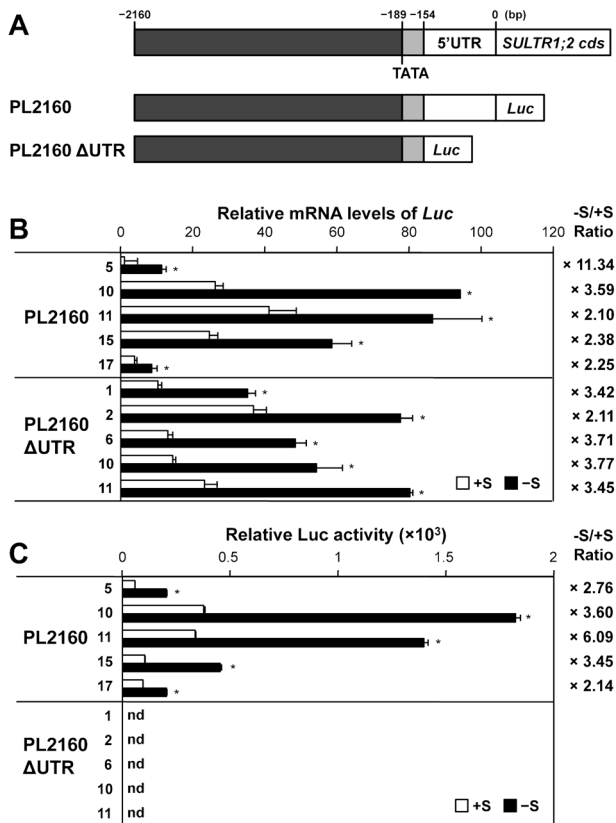 A
−2160 −189 −154 0 (bp)
5'UTR SULTR1;2 cds
TATA
PL2160 Luc
PL2160 ΔUTR Luc
B
Relative mRNA levels of Luc
-S/+S
Ratio
0 20 40 60 80 100 120
PL2160
5 * × 11.34
10 * × 3.59
11 * × 2.10
15 * × 2.38
17 * × 2.25
PL2160
ΔUTR
1 * × 3.42
2 * × 2.11
6 * × 3.71
10 * × 3.77
11 * × 3.45
+S −S
C
Relative Luc activity (×10³)
-S/+S
Ratio
0 0.5 1 1.5 2
PL2160
5 * × 2.76
10 * × 3.60
11 * × 6.09
15 * × 3.45
17 * × 2.14
PL2160
ΔUTR
1 nd
2 nd
6 nd
10 nd
11 nd
+S −S